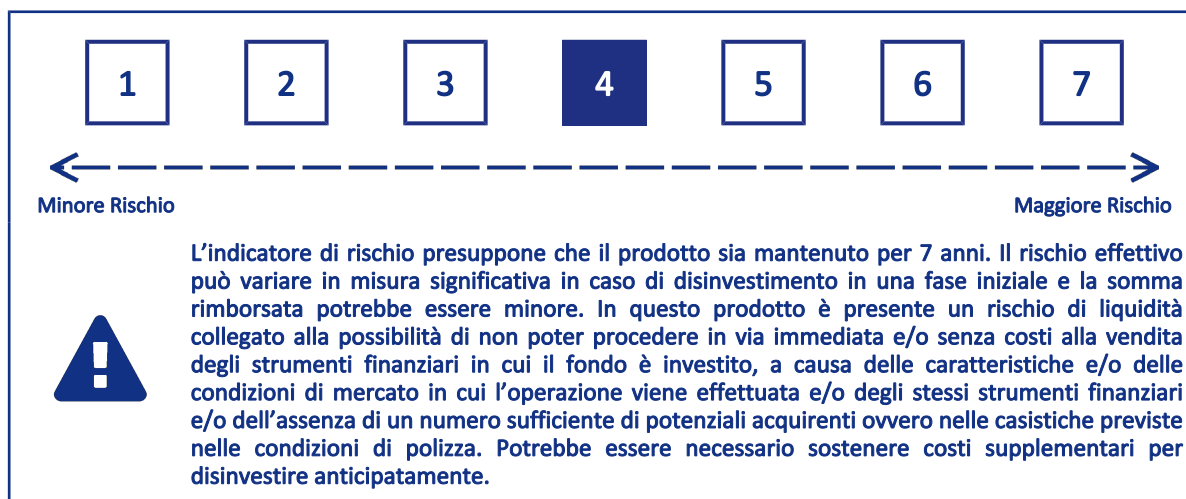 1 2 3 4 5 6 7
Minore Rischio Maggiore Rischio
L'indicatore di rischio presuppone che il prodotto sia mantenuto per 7 anni. Il rischio effettivo
può variare in misura significativa in caso di disinvestimento in una fase iniziale e la somma
rimborsata potrebbe essere minore. In questo prodotto è presente un rischio di liquidità
collegato alla possibilità di non poter procedere in via immediata e/o senza costi alla vendita
degli strumenti finanziari in cui il fondo è investito, a causa delle caratteristiche e/o delle
condizioni di mercato in cui l'operazione viene effettuata e/o degli stessi strumenti finanziari
e/o dell'assenza di un numero sufficiente di potenziali acquirenti ovvero nelle casistiche previste
nelle condizioni di polizza. Potrebbe essere necessario sostenere costi supplementari per
disinvestire anticipatamente.